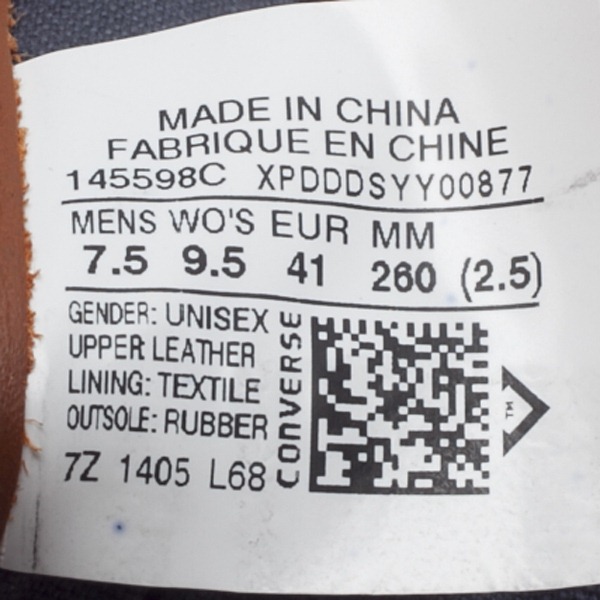 MADE IN CHINA
FABRIQUE EN CHINE
145598C XPDDDSYY00877
MENS WO'S EUR MM
7.5 9.5 41 260 (2.5)
GENDER: UNISEX
UPPER LEATHER
LINING: TEXTILE
OUTSOLE: RUBBER
CONVERSE
TM
7Z 1405 L68